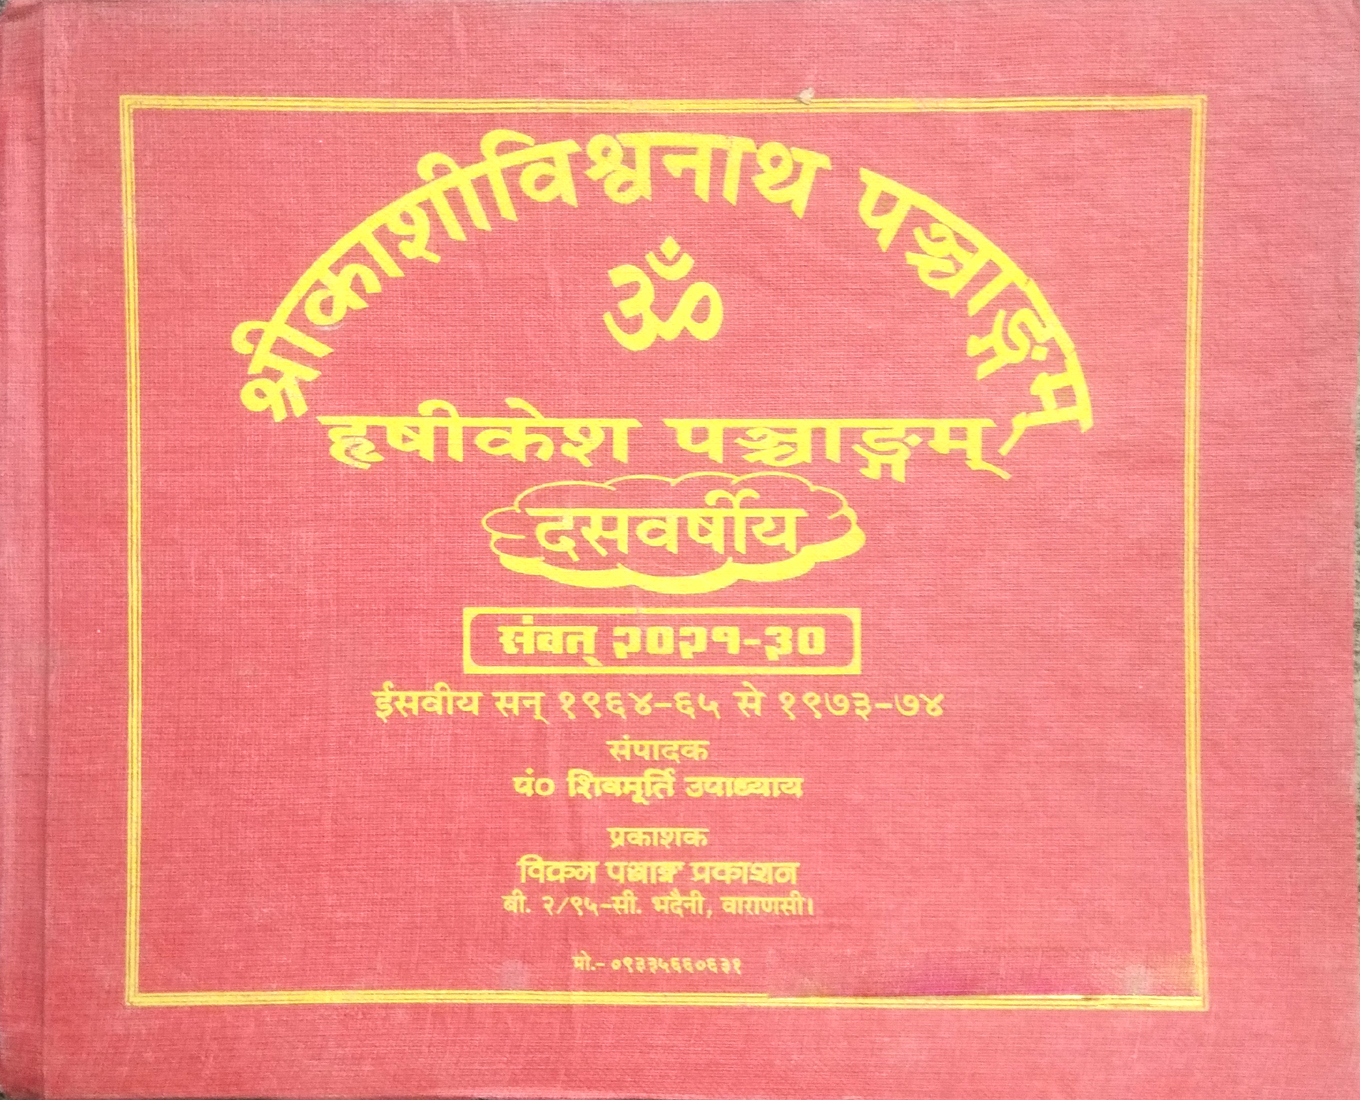 श्रीकाशीविश्वनाथ पञ्चाङ्गम्
ॐ
हृषीकेश पञ्चाङ्गम्
दसवर्षीय
संवत् २०२१-३०
ईसवीय सन् १९६४-६५ से १९७३-७४
संपादक
पं० शिवमूर्ति उपाध्याय
प्रकाशक
विक्रम पञ्चाङ्ग प्रकाशन
बी. २/९५-सी. भदैनी, वाराणसी।
मो.- ०९३३५६६०६३१